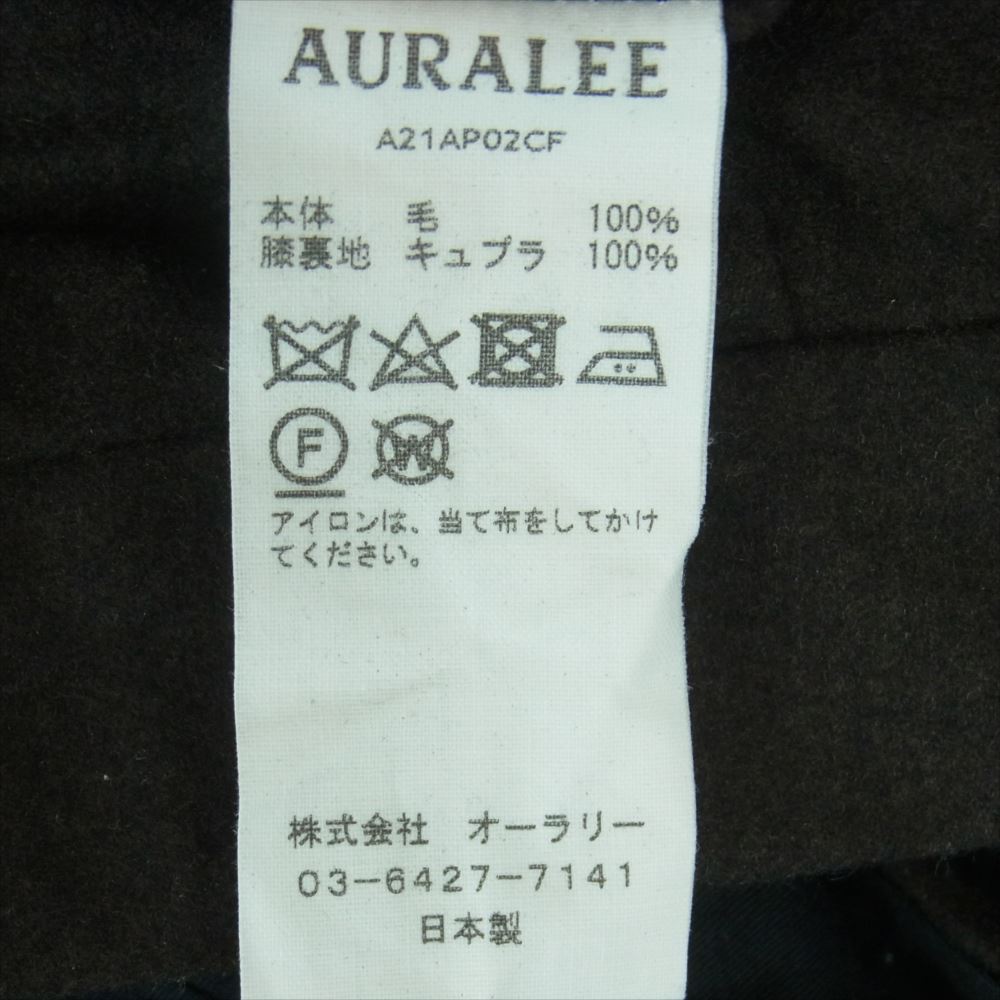 AURALEE
A21AP02CF
本体 毛 100%
膝裏地 キュプラ 100%
F W
アイロンは、当て布をしてかけ
てください。
株式会社 オーラリー
03-6427-7141
日本製